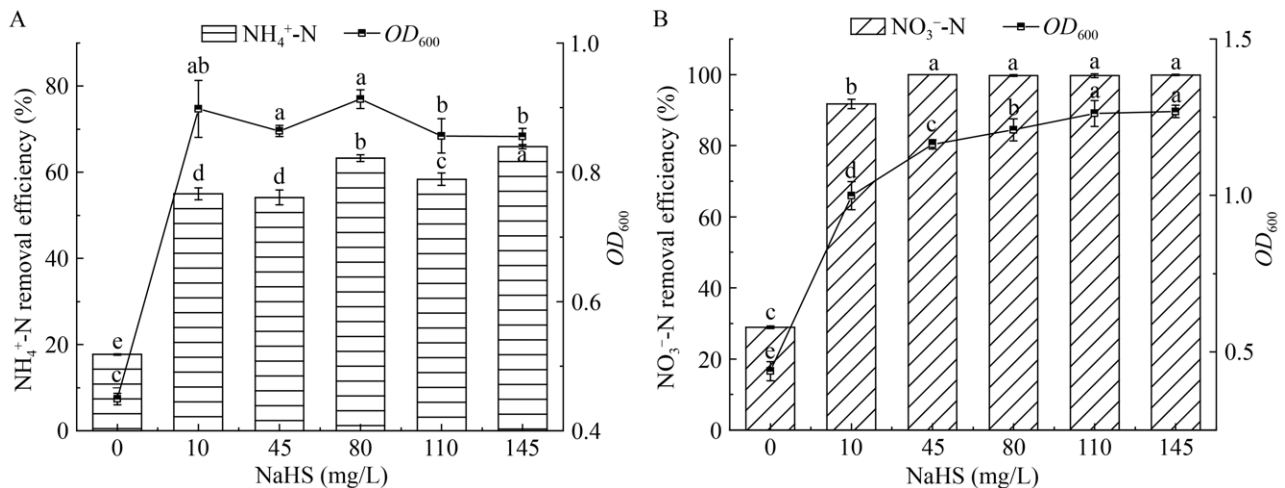 A
NH₄⁺-N OD₆₀₀
NH₄⁺-N removal efficiency (%)
80
60
40
20
0
ab
a
a
b
b
d
d
b
c
a
e
c
1.0
0.8
0.6
0.4
OD₆₀₀
0 10 45 80 110 145
NaHS (mg/L)
B
NO₃⁻-N OD₆₀₀
NO₃⁻-N removal efficiency (%)
100
80
60
40
20
0
b
a
a
a
a
c
e
d
c
b
a
a
1.5
1.0
0.5
OD₆₀₀
0 10 45 80 110 145
NaHS (mg/L)